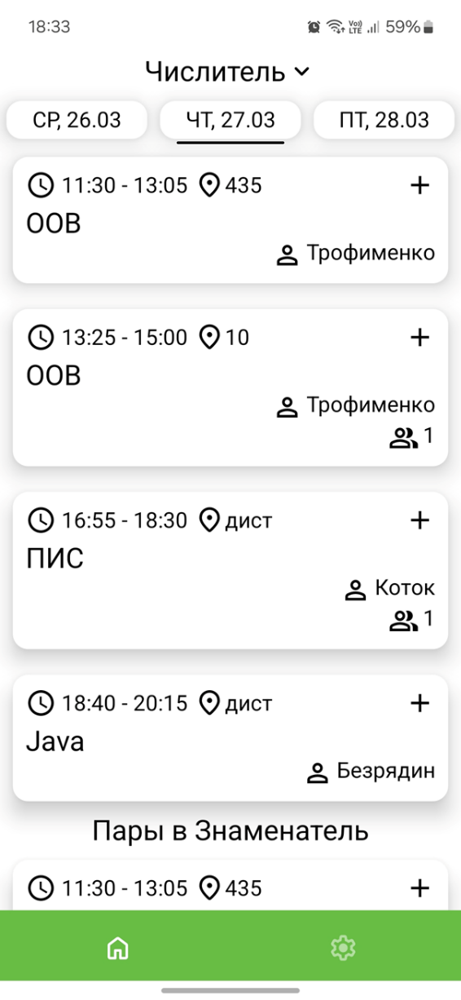 18:33 Vo)) LTE 59%
Числитель
СР, 26.03 ЧТ, 27.03 ПТ, 28.03
11:30 - 13:05 435 +
ООВ
Трофименко
13:25 - 15:00 10 +
ООВ
Трофименко
1
16:55 - 18:30 дист +
ПИС
Коток
1
18:40 - 20:15 дист +
Java
Безрядин
Пары в Знаменатель
11:30 - 13:05 435 +